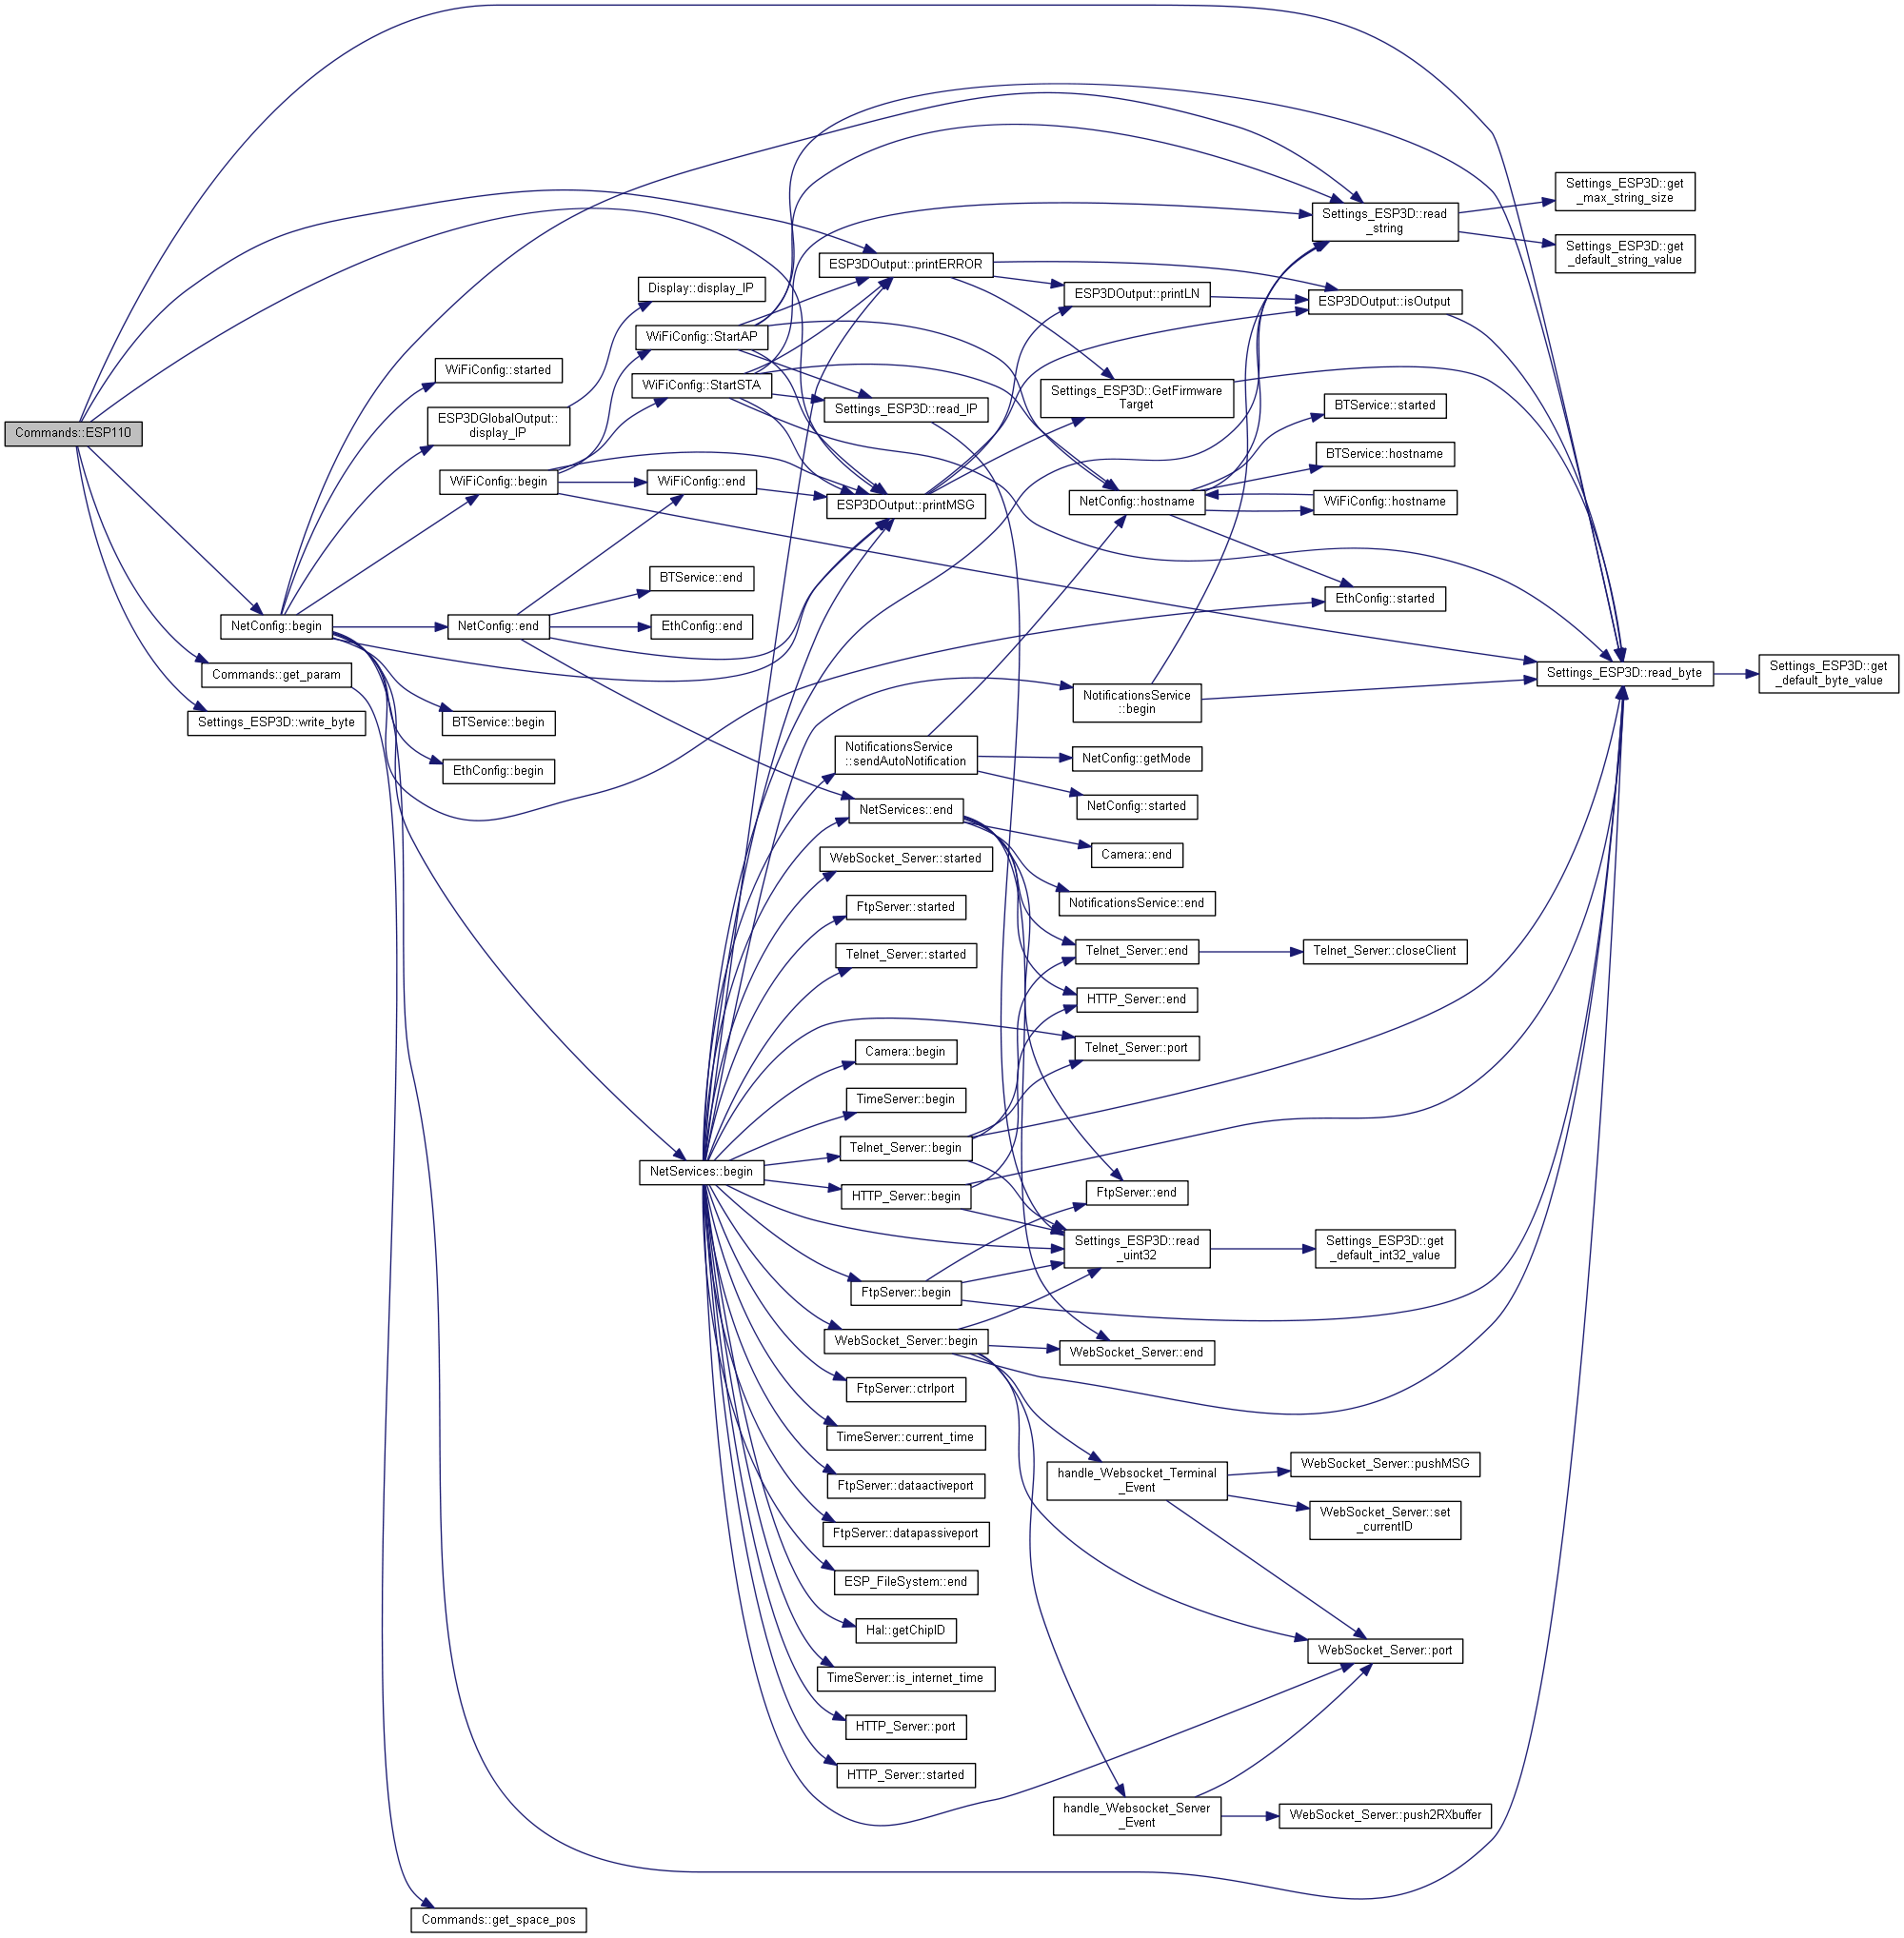 Settings_ESP3D::get
_max_string_size
Settings_ESP3D::read
_string
Settings_ESP3D::get
_default_string_value
ESP3DOutput::printERROR
Display::display_IP
ESP3DOutput::printLN
ESP3DOutput::isOutput
WiFiConfig::StartAP
WiFiConfig::started
WiFiConfig::StartSTA
Settings_ESP3D::GetFirmware
Target
Settings_ESP3D::read_IP
BTService::started
Commands::ESP110
ESP3DGlobalOutput::
display_IP
BTService::hostname
WiFiConfig::begin
WiFiConfig::end
ESP3DOutput::printMSG
NetConfig::hostname
WiFiConfig::hostname
BTService::end
EthConfig::started
NetConfig::begin
NetConfig::end
EthConfig::end
Commands::get_param
Settings_ESP3D::read_byte
Settings_ESP3D::get
_default_byte_value
NotificationsService
::begin
Settings_ESP3D::write_byte
BTService::begin
NotificationsService
::sendAutoNotification
NetConfig::getMode
EthConfig::begin
NetServices::end
NetConfig::started
WebSocket_Server::started
Camera::end
FtpServer::started
NotificationsService::end
Telnet_Server::started
Telnet_Server::end
Telnet_Server::closeClient
HTTP_Server::end
Camera::begin
Telnet_Server::port
TimeServer::begin
Telnet_Server::begin
NetServices::begin
HTTP_Server::begin
FtpServer::end
Settings_ESP3D::read
_uint32
Settings_ESP3D::get
_default_int32_value
FtpServer::begin
WebSocket_Server::begin
WebSocket_Server::end
FtpServer::ctrlport
TimeServer::current_time
handle_Websocket_Terminal
_Event
WebSocket_Server::pushMSG
FtpServer::dataactiveport
WebSocket_Server::set
_currentID
FtpServer::datapassiveport
ESP_FileSystem::end
Hal::getChipID
WebSocket_Server::port
TimeServer::is_internet_time
HTTP_Server::port
HTTP_Server::started
handle_Websocket_Server
_Event
WebSocket_Server::push2RXbuffer
Commands::get_space_pos